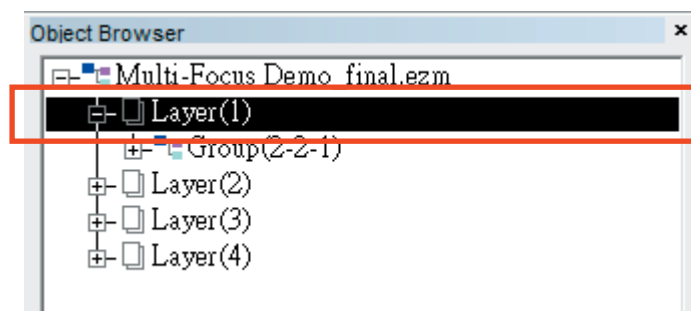 Object Browser
Multi-Focus Demo_final.ezm
Layer(1)
Group(2-2-1)
Layer(2)
Layer(3)
Layer(4)